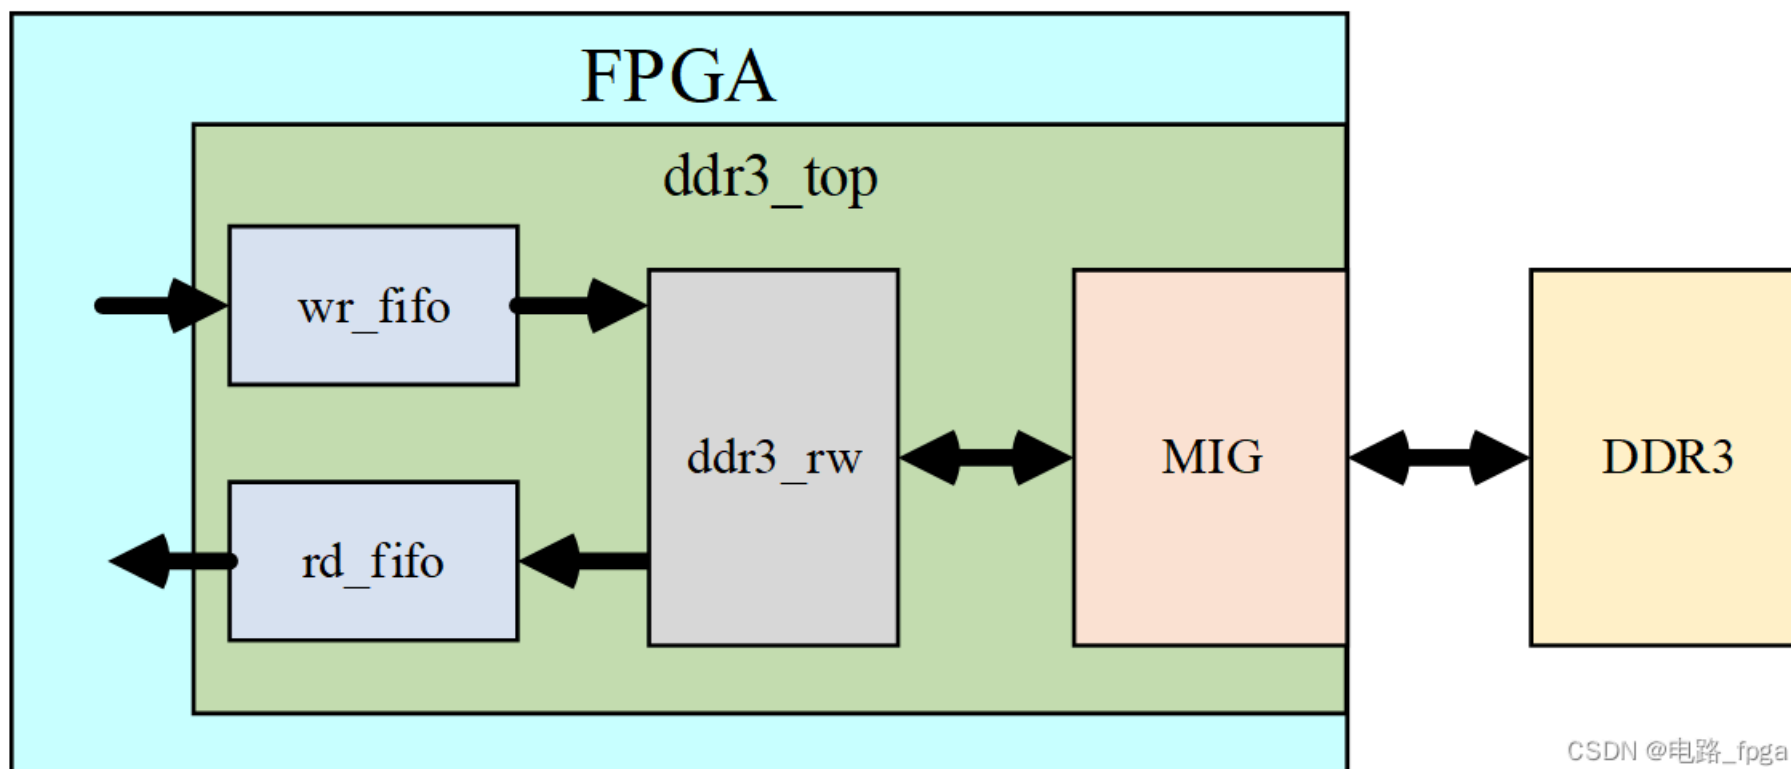 FPGA
ddr3_top
wr_fifo
ddr3_rw
MIG
DDR3
rd_fifo
CSDN @电路_fpga